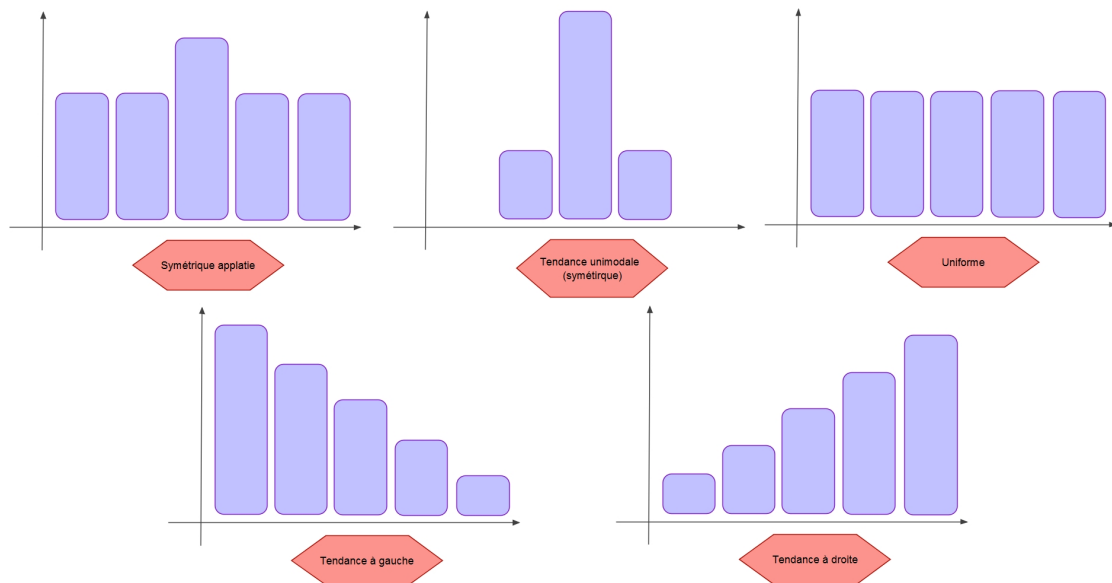 Symétrique applatie
Tendance unimodale
(symétirque)
Uniforme
Tendance à gauche
Tendance à droite